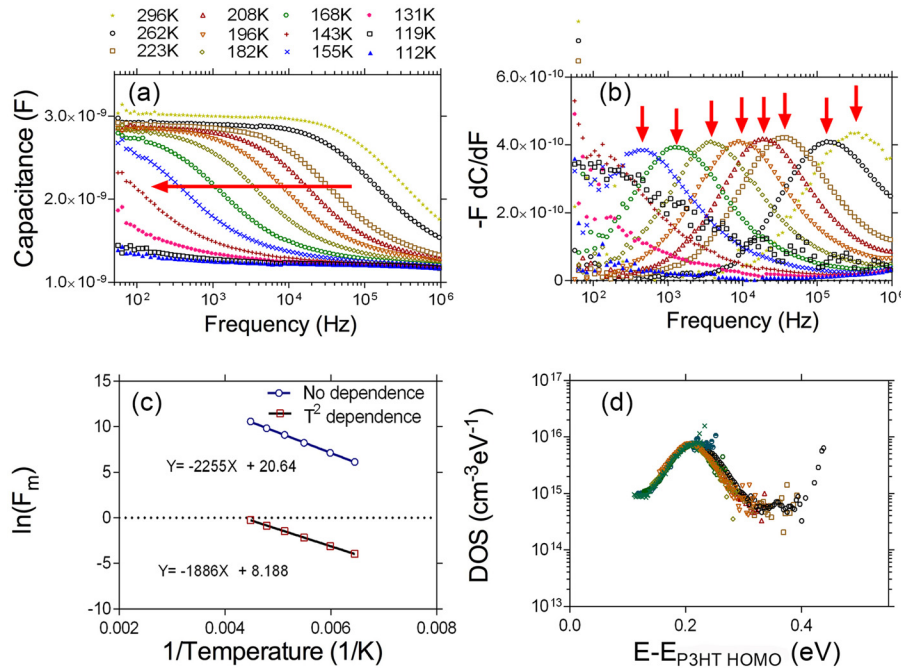 296K 208K 168K 131K
262K 196K 143K 119K
223K 182K 155K 112K
(a)
Capacitance (F)
3.0×10⁻⁹
2.0×10⁻⁹
1.0×10⁻⁹
10² 10³ 10⁴ 10⁵ 10⁶
Frequency (Hz)
(b)
-F dC/dF
6.0×10⁻¹⁰
4.0×10⁻¹⁰
2.0×10⁻¹⁰
0
10² 10³ 10⁴ 10⁵ 10⁶
Frequency (Hz)
(c)
No dependence
T² dependence
ln(Fₘ)
15
10
5
0
-5
-10
Y= -2255X + 20.64
Y= -1886X + 8.188
0.002 0.004 0.006 0.008
1/Temperature (1/K)
(d)
DOS (cm⁻³eV⁻¹)
10¹⁷
10¹⁶
10¹⁵
10¹⁴
10¹³
0.0 0.2 0.4
E-E_P3HT HOMO (eV)